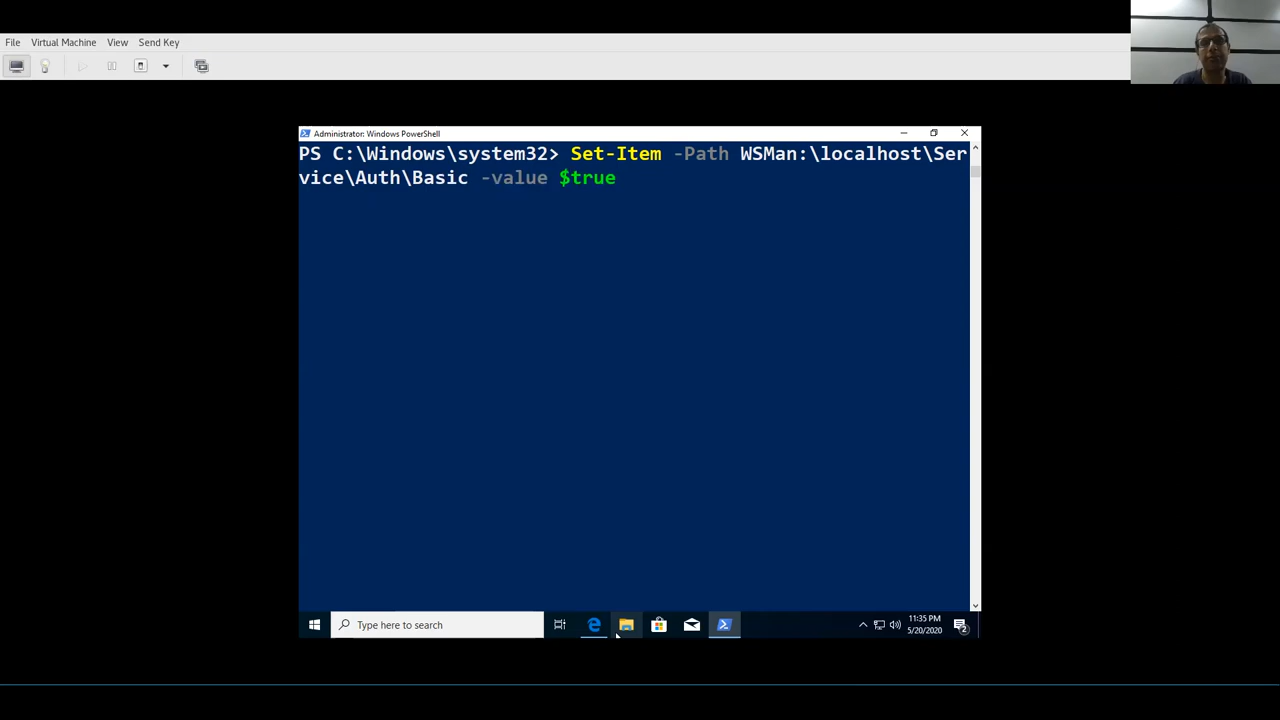 File Virtual Machine View Send Key
Administrator: Windows PowerShell
PS C:\Windows\system32> Set-Item -Path WSMan:\localhost\Ser
vice\Auth\Basic -value $true
Type here to search
11:35 PM
5/20/2020
2